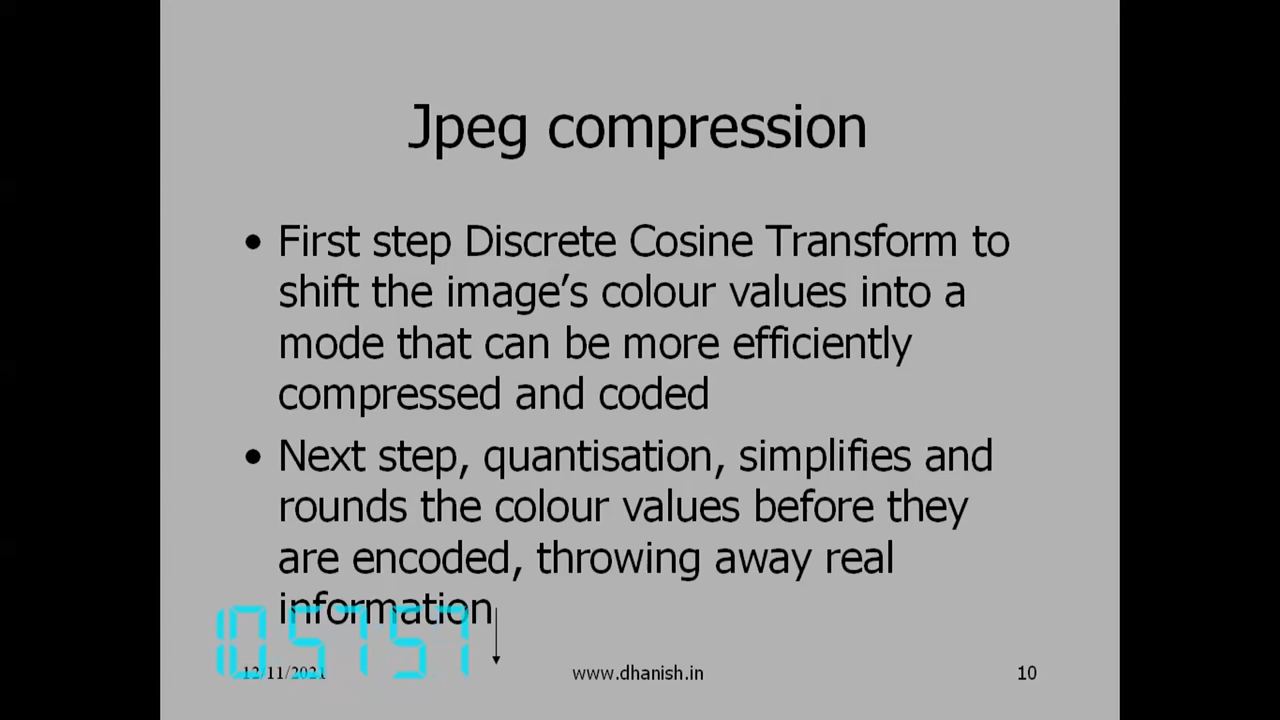 Jpeg compression
• First step Discrete Cosine Transform to
shift the image’s colour values into a
mode that can be more efficiently
compressed and coded
• Next step, quantisation, simplifies and
rounds the colour values before they
are encoded, throwing away real
information
10 57 57
12/11/2021 www.dhanish.in 10